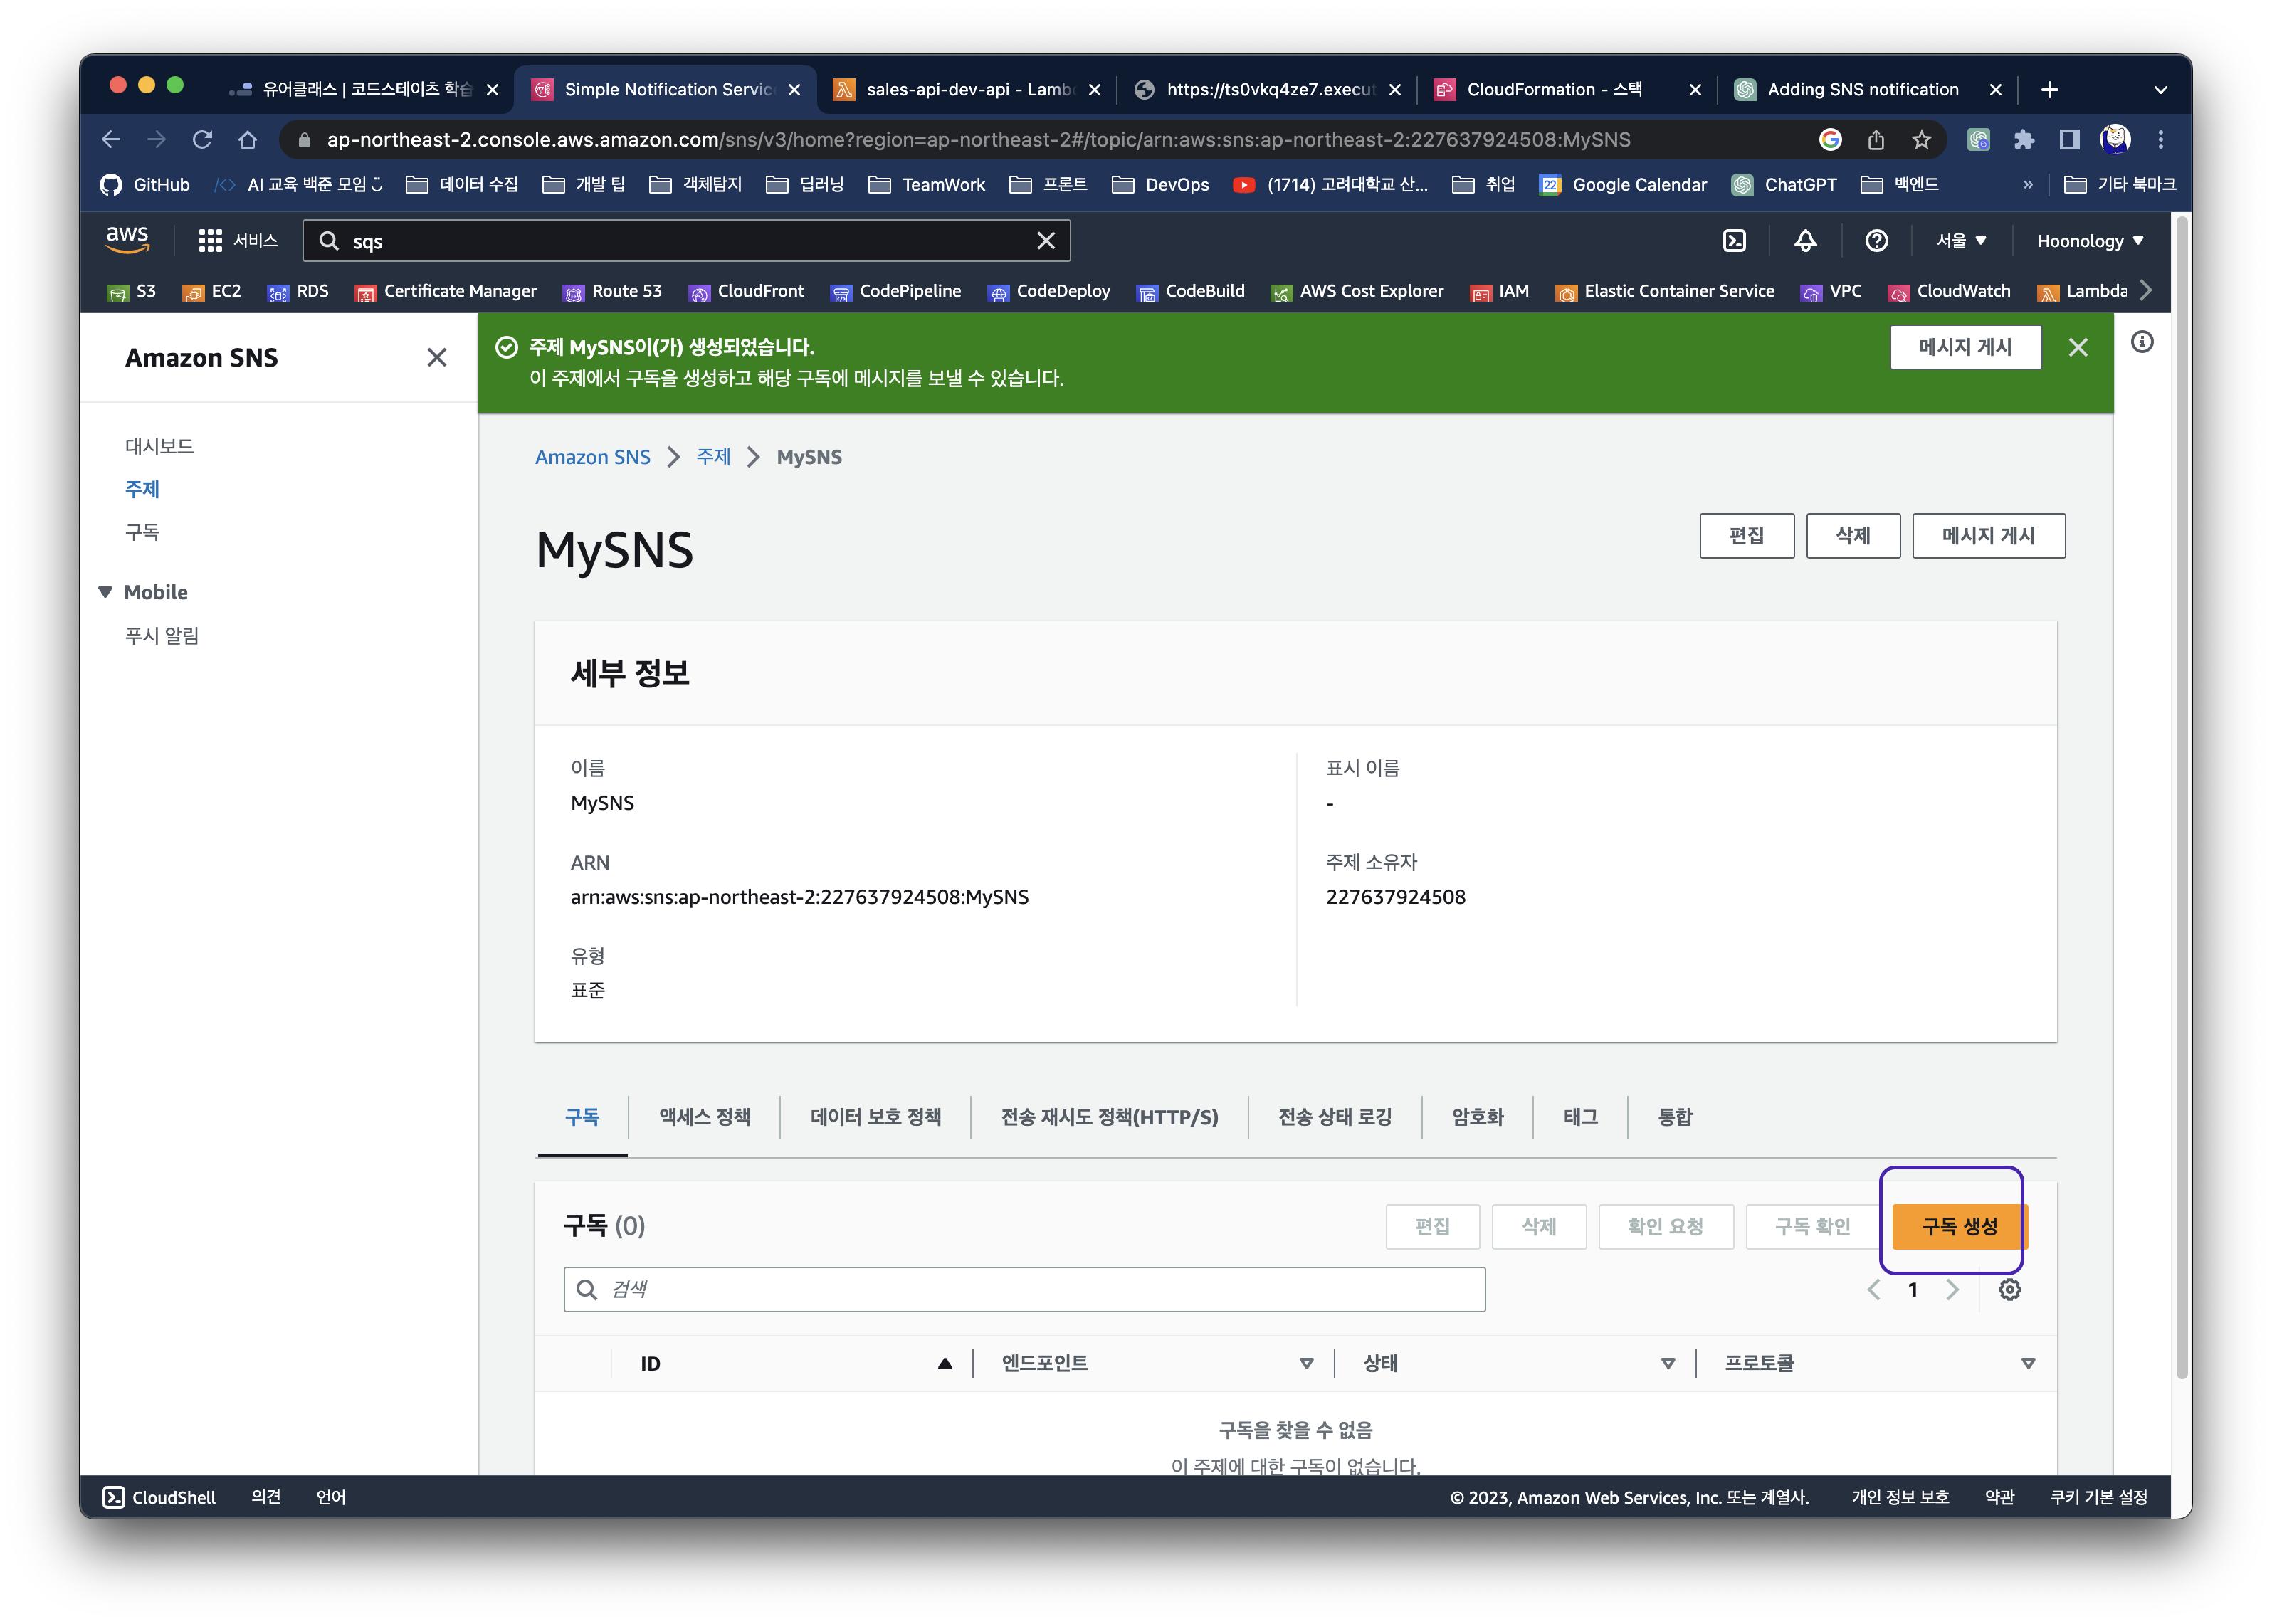 유어클래스 | 코드스테이츠 학습
Simple Notification Servic
sales-api-dev-api - Lamb
https://ts0vkq4ze7.execut
CloudFormation - 스택
Adding SNS notification
ap-northeast-2.console.aws.amazon.com/sns/v3/home?region=ap-northeast-2#/topic/arn:aws:sns:ap-northeast-2:227637924508:MySNS
GitHub AI 교육 백준 모임 데이터 수집 개발 팁 객체탐지 딥러닝 TeamWork 프론트 DevOps (1714) 고려대학교 산... 취업 22 Google Calendar ChatGPT 백엔드 » 기타 북마크
aws 서비스 sqs 서울 Hoonology
S3 EC2 RDS Certificate Manager Route 53 CloudFront CodePipeline CodeDeploy CodeBuild AWS Cost Explorer IAM Elastic Container Service VPC CloudWatch Lambda
Amazon SNS
대시보드
주제
구독
Mobile
푸시 알림
주제 MySNS이(가) 생성되었습니다.
이 주제에서 구독을 생성하고 해당 구독에 메시지를 보낼 수 있습니다.
메시지 게시
Amazon SNS 주제 MySNS
MySNS
편집 삭제 메시지 게시
세부 정보
이름
MySNS
표시 이름
-
ARN
arn:aws:sns:ap-northeast-2:227637924508:MySNS
주제 소유자
227637924508
유형
표준
구독 액세스 정책 데이터 보호 정책 전송 재시도 정책(HTTP/S) 전송 상태 로깅 암호화 태그 통합
구독 (0)
편집 삭제 확인 요청 구독 확인 구독 생성
검색
1
ID 엔드포인트 상태 프로토콜
구독을 찾을 수 없음
이 주제에 대한 구독이 없습니다.
CloudShell 의견 언어
© 2023, Amazon Web Services, Inc. 또는 계열사. 개인 정보 보호 약관 쿠키 기본 설정